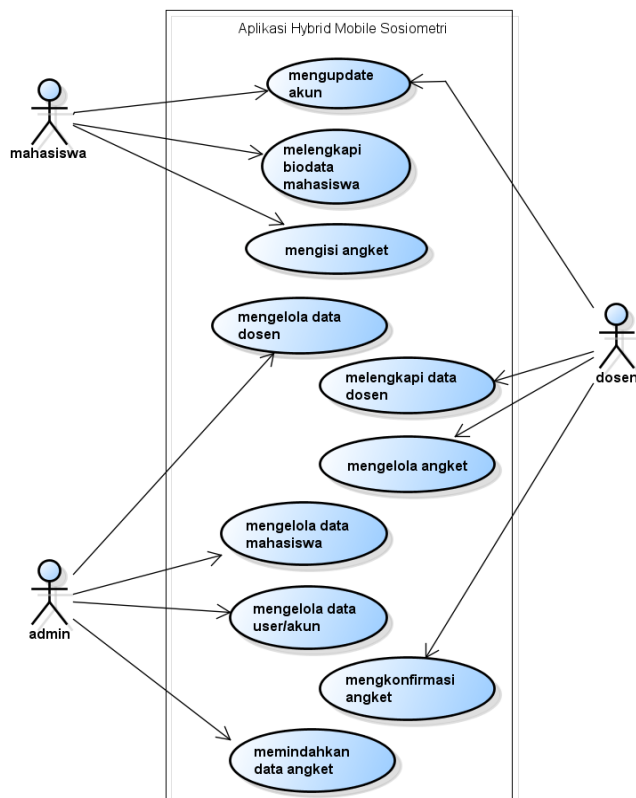 Aplikasi Hybrid Mobile Sosiometri
mengupdate
akun
mahasiswa
melengkapi
biodata
mahasiswa
mengisi angket
mengelola data
dosen
melengkapi data
dosen
dosen
mengelola angket
mengelola data
mahasiswa
mengelola data
user/akun
admin
mengkonfirmasi
angket
memindahkan
data angket